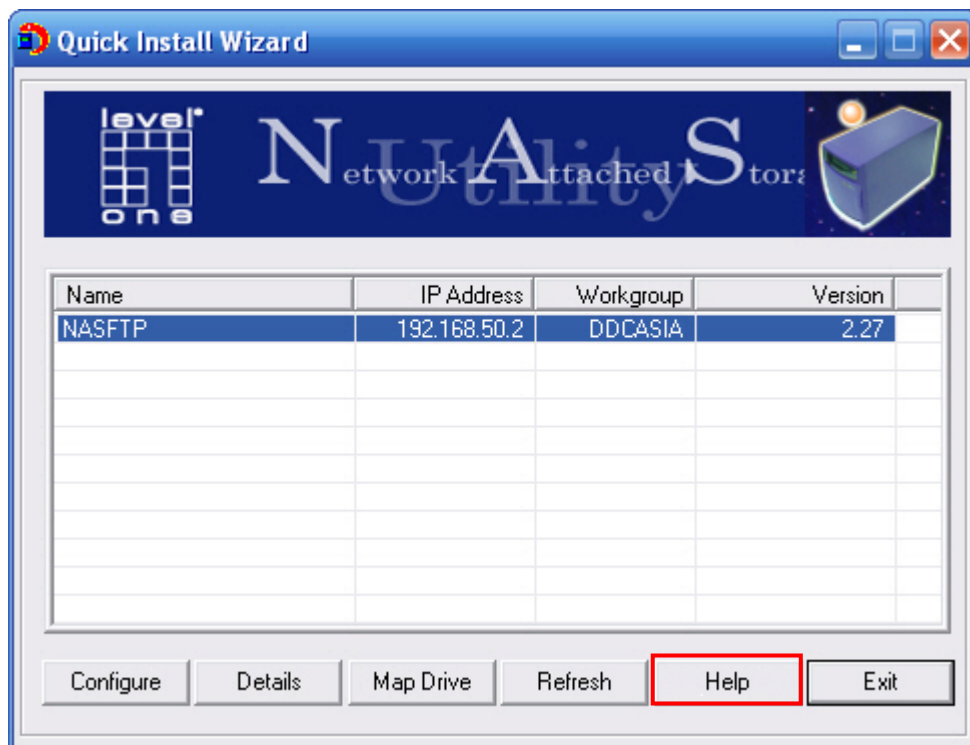 Quick Install Wizard
level one
Network Attached Stora
Utility
Name IP Address Workgroup Version
NASFTP 192.168.50.2 DDCASIA 2.27
Configure Details Map Drive Refresh Help Exit